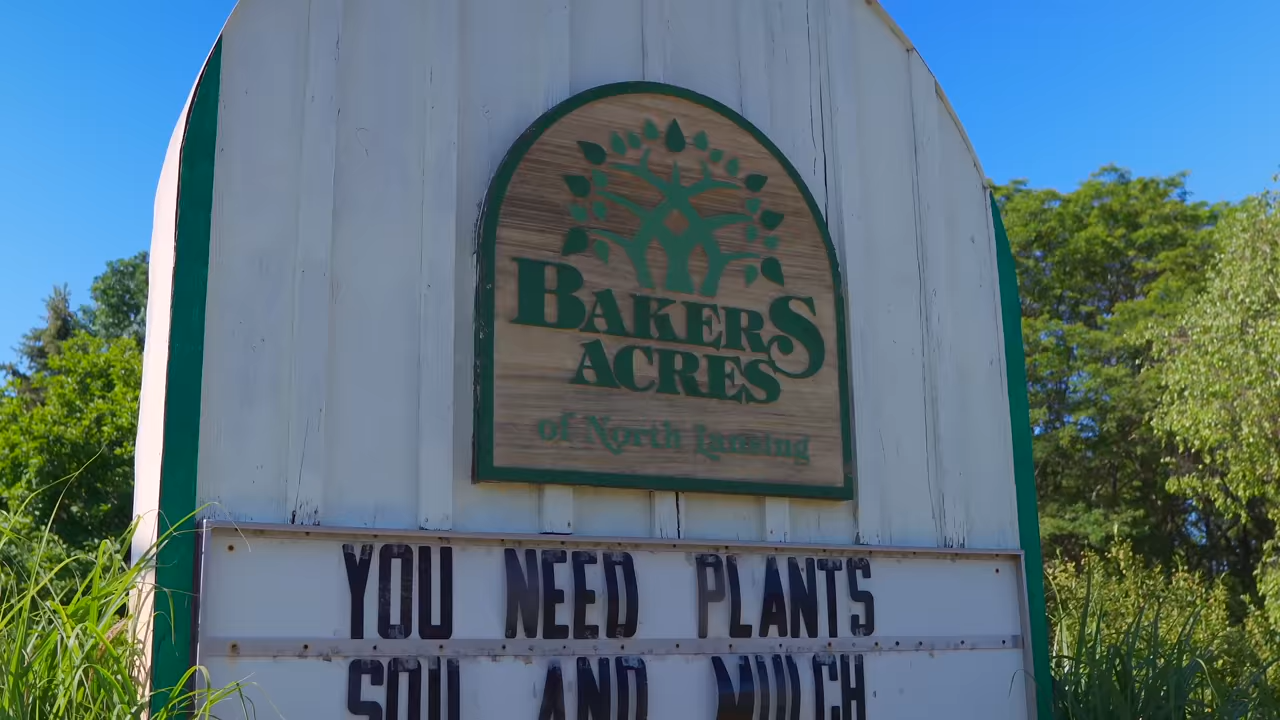 BAKERS
ACRES
of North Lansing
YOU NEED PLANTS
SOIL AND MULCH